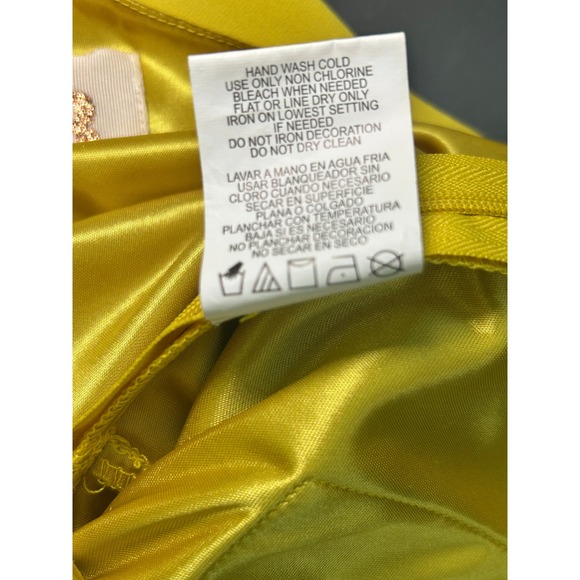 HAND WASH COLD
USE ONLY NON CHLORINE
BLEACH WHEN NEEDED
FLAT OR LINE DRY ONLY
IRON ON LOWEST SETTING
IF NEEDED
DO NOT IRON DECORATION
DO NOT DRY CLEAN
LAVAR A MANO EN AGUA FRIA
USAR BLANQUEADOR SIN
CLORO CUANDO NECESARIO
SECAR EN SUPERFICIE
PLANA O COLGADO
PLANCHAR CON TEMPERATURA
BAJA SI ES NECESARIO
NO PLANCHAR DECORACION
NO SECAR EN SECO